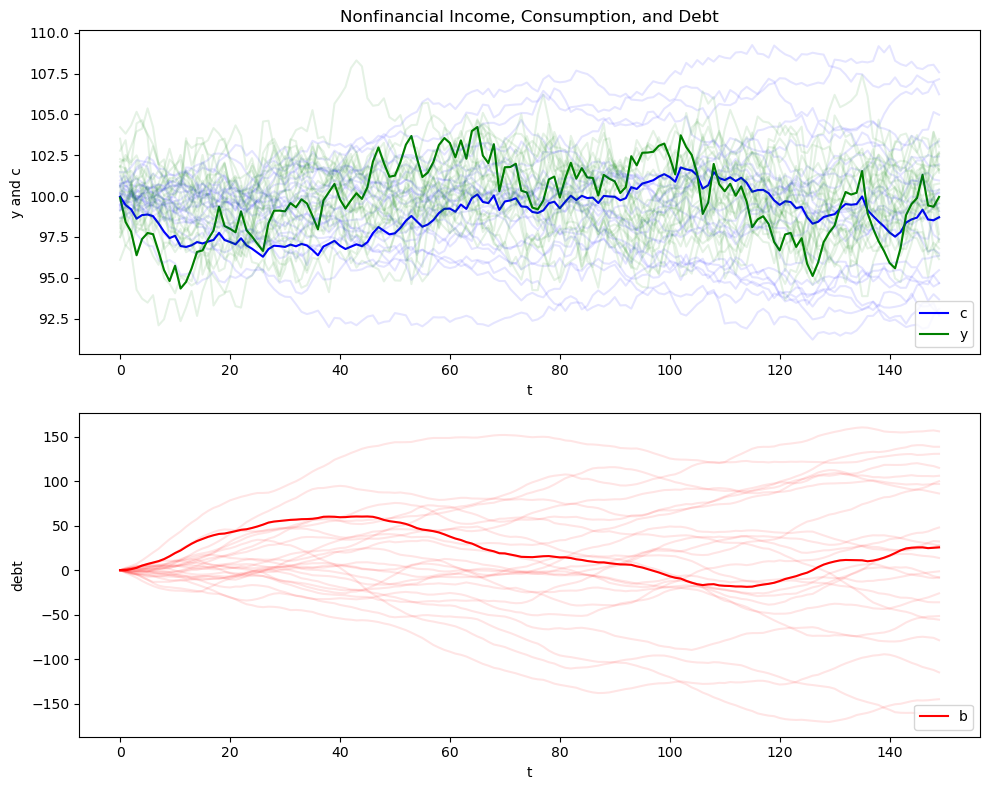 Nonfinancial Income, Consumption, and Debt
110.0
107.5
105.0
102.5
100.0
97.5
95.0
92.5
y and c
c
y
0 20 40 60 80 100 120 140
t
150
100
50
0
−50
−100
−150
debt
b
0 20 40 60 80 100 120 140
t